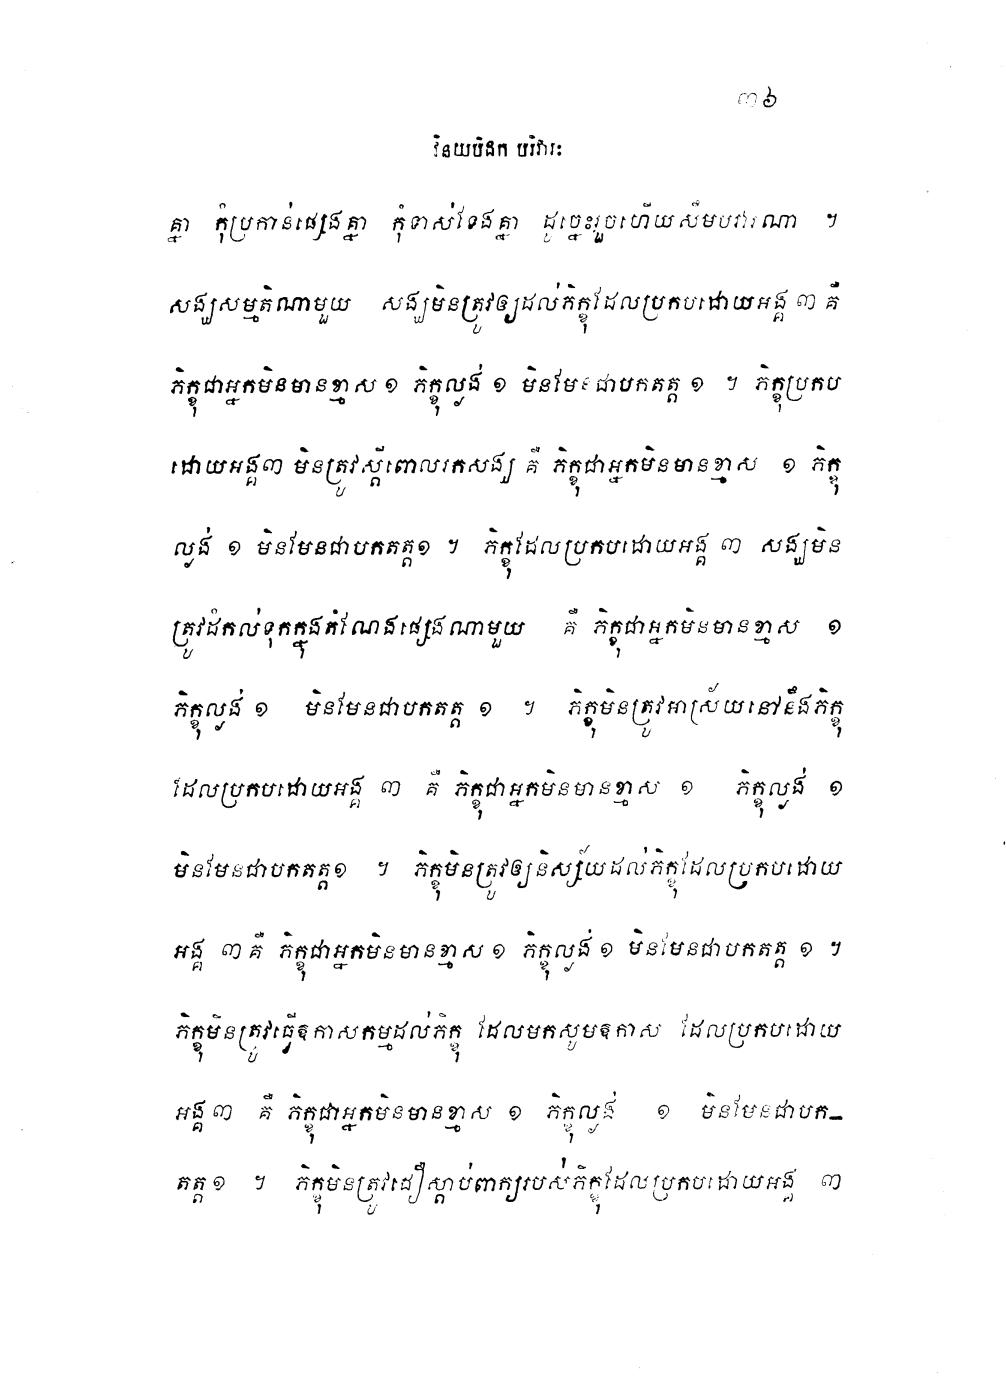 ៣៦
វិនយបិដក បរិវារៈ
គ្នា កុំប្រកាន់ផ្សេងគ្នា កុំទាស់ទែងគ្នា ដូច្នេះរួចហើយសឹមបវារណា ។
សង្ឃសម្មតិណាមួយ សង្ឃមិនត្រូវឲ្យដល់ភិក្ខុដែលប្រកបដោយអង្គ ៣ គឺ
ភិក្ខុជាអ្នកមិនមានខ្មាស ១ ភិក្ខុល្ងង់ ១ មិនមែនជាបកតត្ត ១ ។ ភិក្ខុប្រកប
ដោយអង្គ៣ មិនត្រូវស្តីពោលរកសង្ឃ គឺ ភិក្ខុជាអ្នកមិនមានខ្មាស ១ ភិក្ខុ
ល្ងង់ ១ មិនមែនជាបកតត្ត១ ។ ភិក្ខុដែលប្រកបដោយអង្គ ៣ សង្ឃមិន
ត្រូវដំកល់ទុកក្នុងតំណែងផ្សេងណាមួយ គឺ ភិក្ខុជាអ្នកមិនមានខ្មាស ១
ភិក្ខុល្ងង់ ១ មិនមែនជាបកតត្ត ១ ។ ភិក្ខុមិនត្រូវអាស្រ័យនៅនឹងភិក្ខុ
ដែលប្រកបដោយអង្គ ៣ គឺ ភិក្ខុជាអ្នកមិនមានខ្មាស ១ ភិក្ខុល្ងង់ ១
មិនមែនជាបកតត្ត១ ។ ភិក្ខុមិនត្រូវឲ្យនិស្ស័យដល់ភិក្ខុដែលប្រកបដោយ
អង្គ ៣ គឺ ភិក្ខុជាអ្នកមិនមានខ្មាស ១ ភិក្ខុល្ងង់ ១ មិនមែនជាបកតត្ត ១ ។
ភិក្ខុមិនត្រូវធ្វើឱកាសកម្មដល់ភិក្ខុ ដែលមកសូមឱកាស ដែលប្រកបដោយ
អង្គ ៣ គឺ ភិក្ខុជាអ្នកមិនមានខ្មាស ១ ភិក្ខុល្ងង់ ១ មិនមែនជាបក-
តត្ត ១ ។ ភិក្ខុមិនត្រូវជឿស្តាប់ពាក្យរបស់ភិក្ខុដែលប្រកបដោយអង្គ ៣